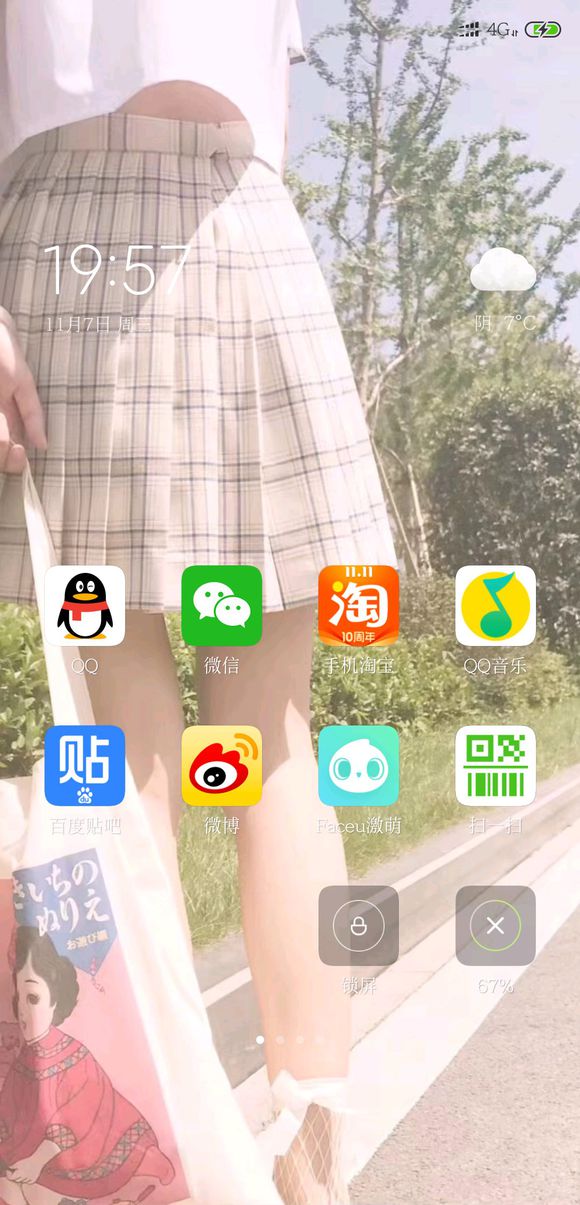 4G
19:57
11月7日 周三
阴 7°C
QQ
微信
11.11
淘
10周年
手机淘宝
QQ音乐
贴
百度贴吧
微博
Faceu激萌
扫一扫
きいちの
ぬりえ
お遊び編
锁屏
67%